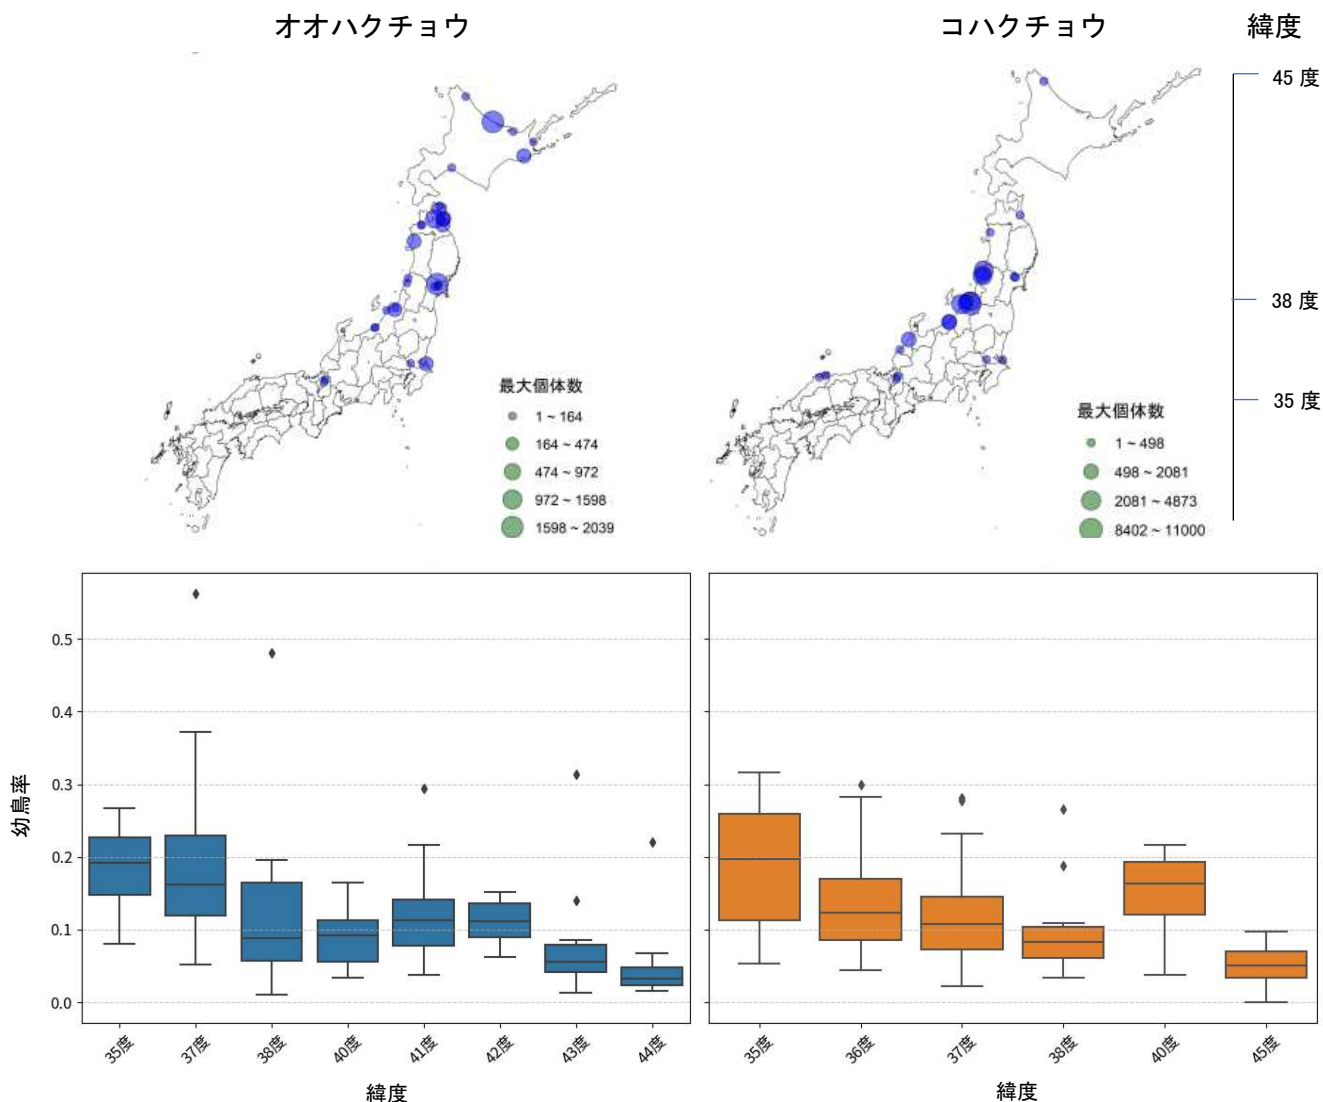 オオハクチョウ
コハクチョウ
緯度
45 度
38 度
35 度
最大個体数
1 ~ 164
164 ~ 474
474 ~ 972
972 ~ 1598
1598 ~ 2039
最大個体数
1 ~ 498
498 ~ 2081
2081 ~ 4873
8402 ~ 11000
幼鳥率
0.5
0.4
0.3
0.2
0.1
0.0
35度
37度
38度
40度
41度
42度
43度
44度
緯度
35度
36度
37度
38度
40度
45度
緯度